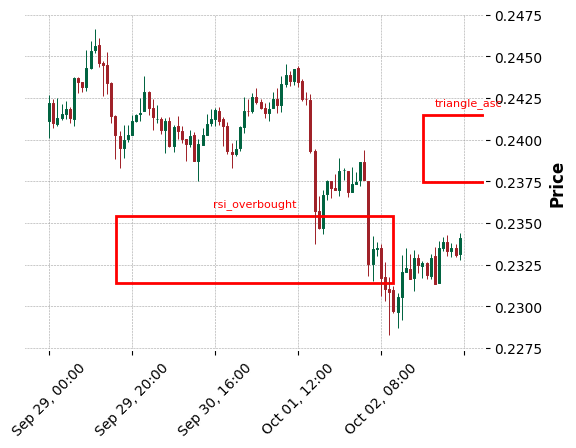 0.2475
0.2450
0.2425
triangle_asc
0.2400
0.2375
Price
rsi_overbought
0.2350
0.2325
0.2300
0.2275
Sep 29, 00:00
Sep 29, 20:00
Sep 30, 16:00
Oct 01, 12:00
Oct 02, 08:00